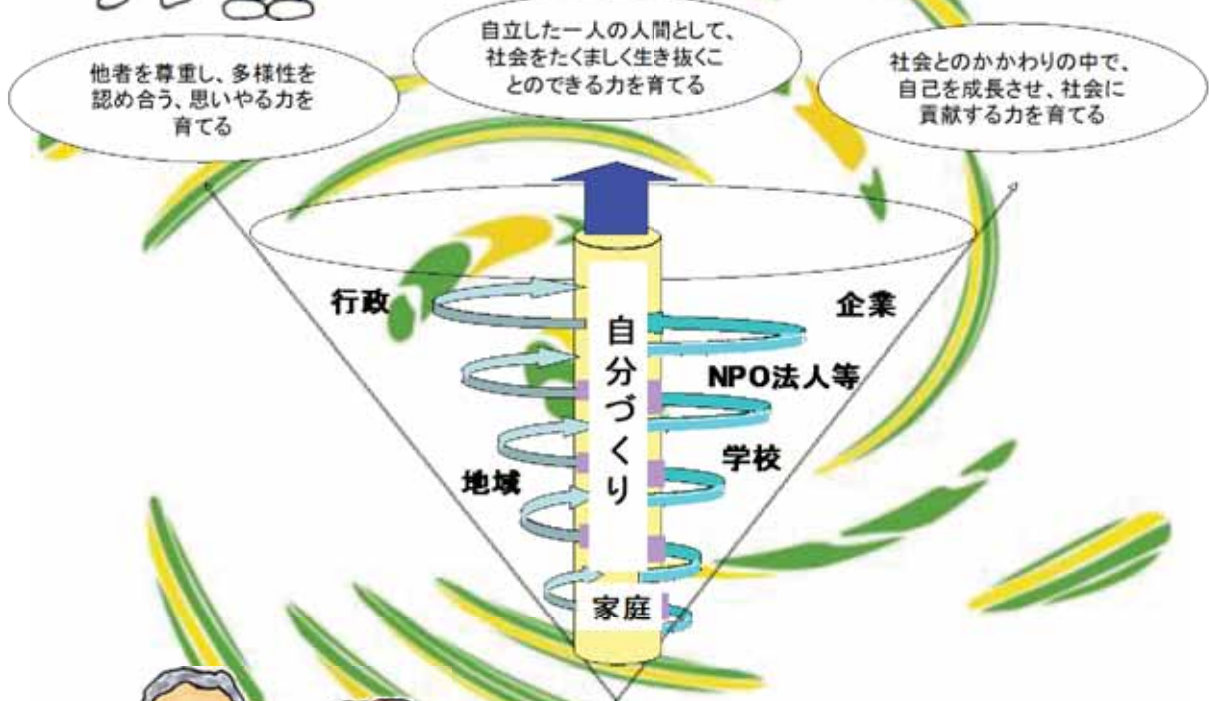 自立した一人の人間として、
社会をたくましく生き抜くこ
とのできる力を育てる
他者を尊重し、多様性を
認め合う、思いやる力を
育てる
社会とのかかわりの中で、
自己を成長させ、社会に
貢献する力を育てる
行政
企業
自分づくり
NPO法人等
学校
地域
家庭